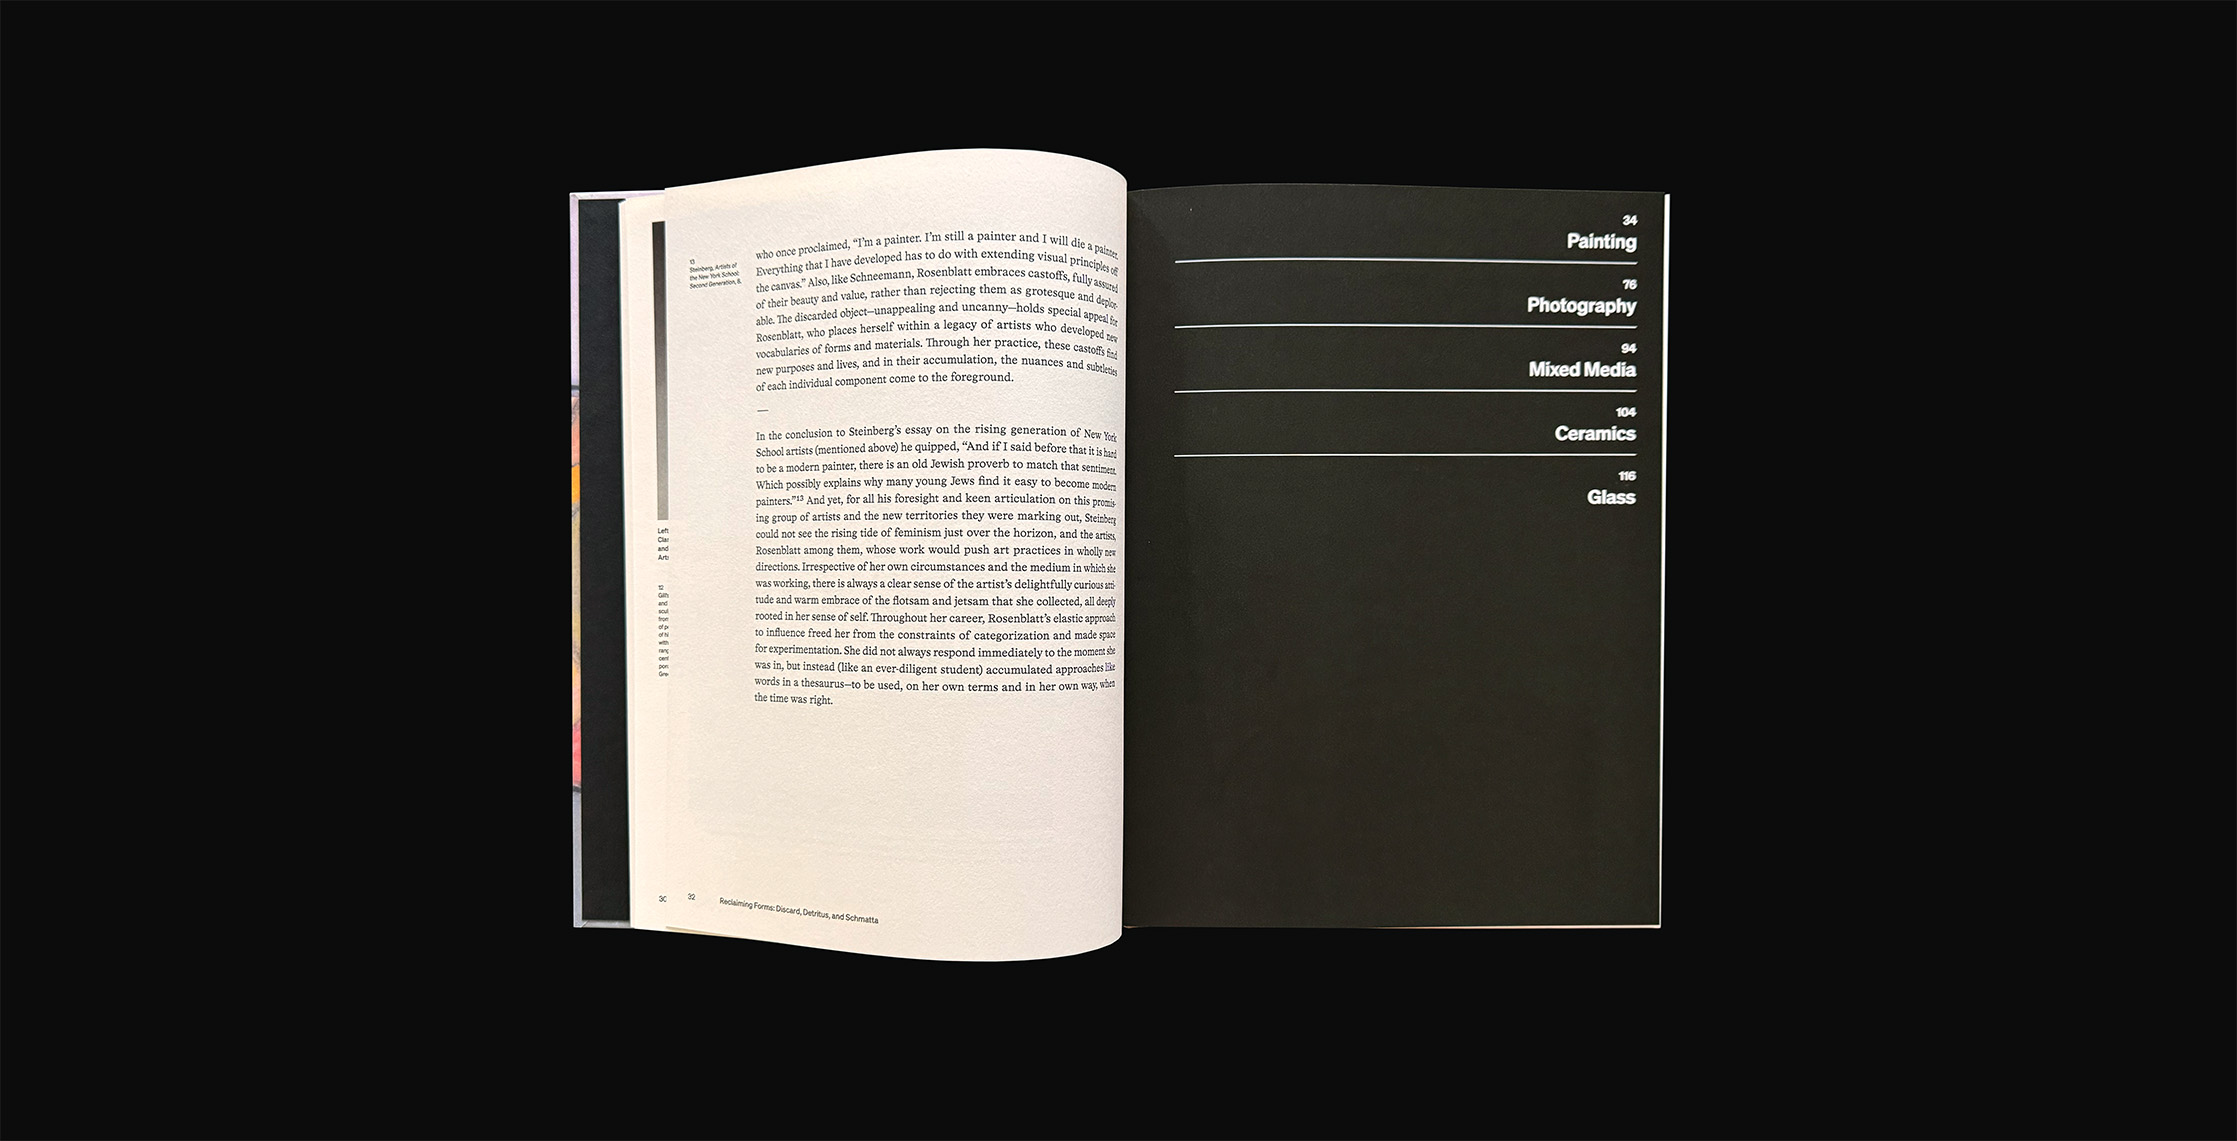 Left
and
Arts
12
and
from
of p
of hi
with
30
13
Steinberg, Artists of
the New York School:
Second Generation, 8.
who once proclaimed, “I’m a painter. I’m still a painter and I will die a painter.
Everything that I have developed has to do with extending visual principles off
the canvas.” Also, like Schneemann, Rosenblatt embraces castoffs, fully assured
of their beauty and value, rather than rejecting them as grotesque and deplor-
able. The discarded object—unappealing and uncanny—holds special appeal for
Rosenblatt, who places herself within a legacy of artists who developed new
vocabularies of forms and materials. Through her practice, these castoffs find
new purposes and lives, and in their accumulation, the nuances and subtleties
of each individual component come to the foreground.
—
In the conclusion to Steinberg’s essay on the rising generation of New York
School artists (mentioned above) he quipped, “And if I said before that it is hard
to be a modern painter, there is an old Jewish proverb to match that sentiment.
Which possibly explains why many young Jews find it easy to become modern
painters.”13 And yet, for all his foresight and keen articulation on this promis-
ing group of artists and the new territories they were marking out, Steinberg
could not see the rising tide of feminism just over the horizon, and the artists,
Rosenblatt among them, whose work would push art practices in wholly new
directions. Irrespective of her own circumstances and the medium in which she
was working, there is always a clear sense of the artist’s delightfully curious atti-
tude and warm embrace of the flotsam and jetsam that she collected, all deeply
rooted in her sense of self. Throughout her career, Rosenblatt’s elastic approach
to influence freed her from the constraints of categorization and made space
for experimentation. She did not always respond immediately to the moment she
was in, but instead (like an ever-diligent student) accumulated approaches like
words in a thesaurus—to be used, on her own terms and in her own way, when
the time was right.
32 Reclaiming Forms: Discard, Detritus, and Schmatta
34
Painting
76
Photography
94
Mixed Media
104
Ceramics
116
Glass